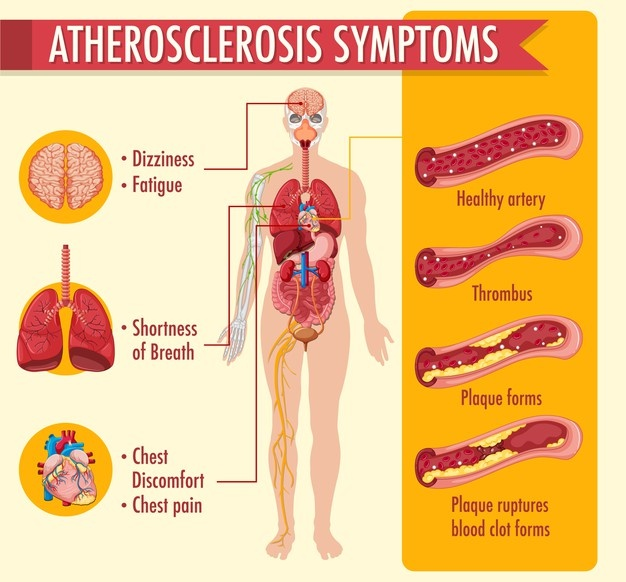 ATHEROSCLEROSIS SYMPTOMS
• Dizziness
• Fatigue
• Shortness
of Breath
• Chest
Discomfort
• Chest pain
Healthy artery
Thrombus
Plaque forms
Plaque ruptures
blood clot forms